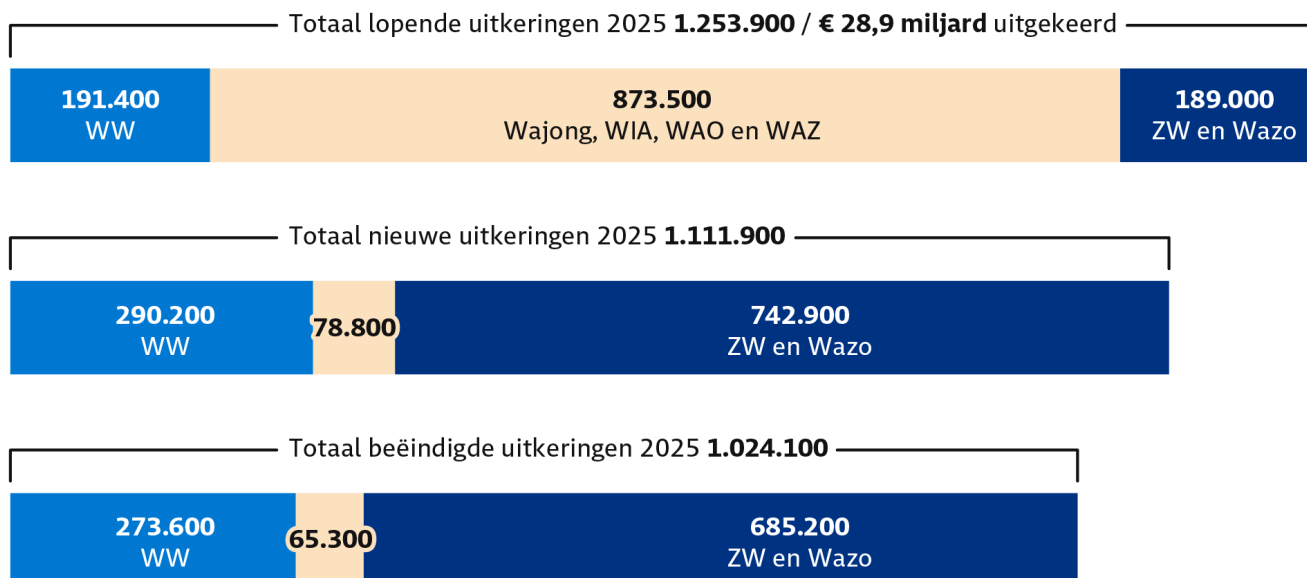 Totaal lopende uitkeringen 2025 1.253.900 / € 28,9 miljard uitgekeerd
191.400
WW
873.500
Wajong, WIA, WAO en WAZ
189.000
ZW en Wazo
Totaal nieuwe uitkeringen 2025 1.111.900
290.200
WW
78.800
742.900
ZW en Wazo
Totaal beëindigde uitkeringen 2025 1.024.100
273.600
WW
65.300
685.200
ZW en Wazo